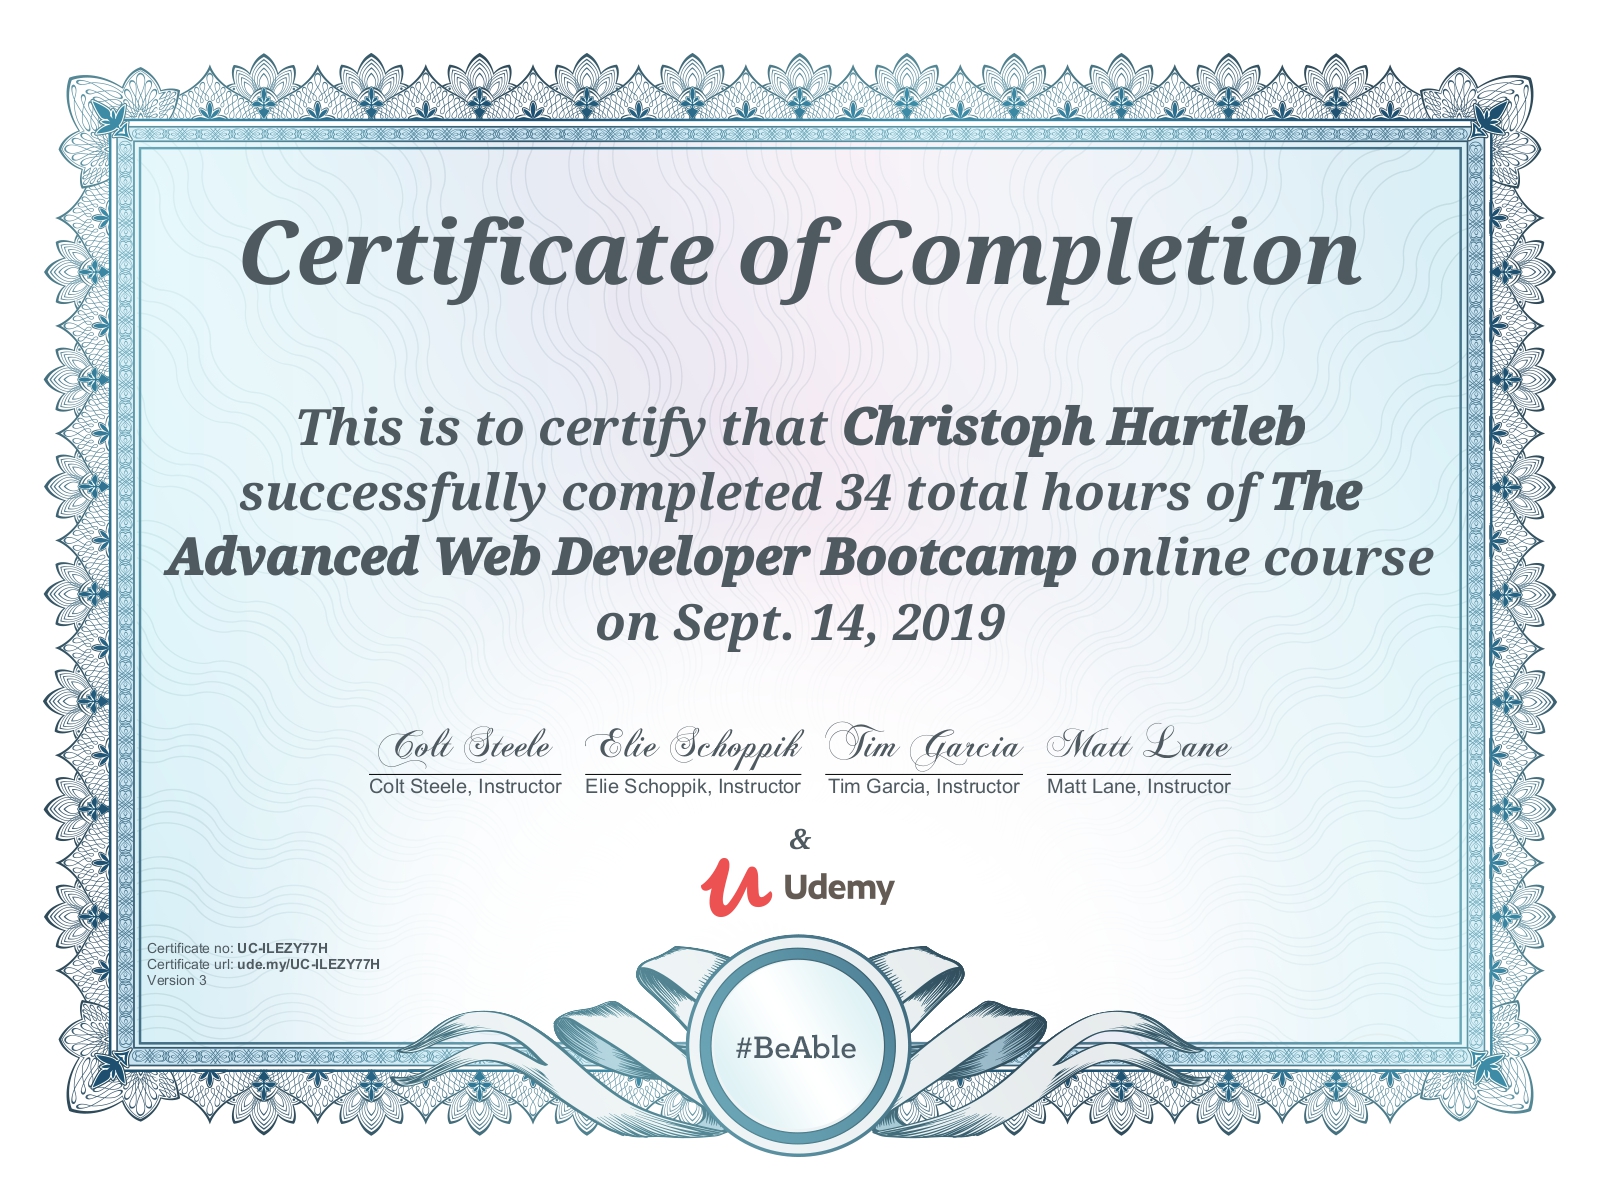 Certificate of Completion
This is to certify that Christoph Hartleb
successfully completed 34 total hours of The
Advanced Web Developer Bootcamp online course
on Sept. 14, 2019
Colt Steele Elie Schoppik Tim Garcia Matt Lane
Colt Steele, Instructor Elie Schoppik, Instructor Tim Garcia, Instructor Matt Lane, Instructor
&
Udemy
Certificate no: UC-ILEZY77H
Certificate url: ude.my/UC-ILEZY77H
Version 3
#BeAble